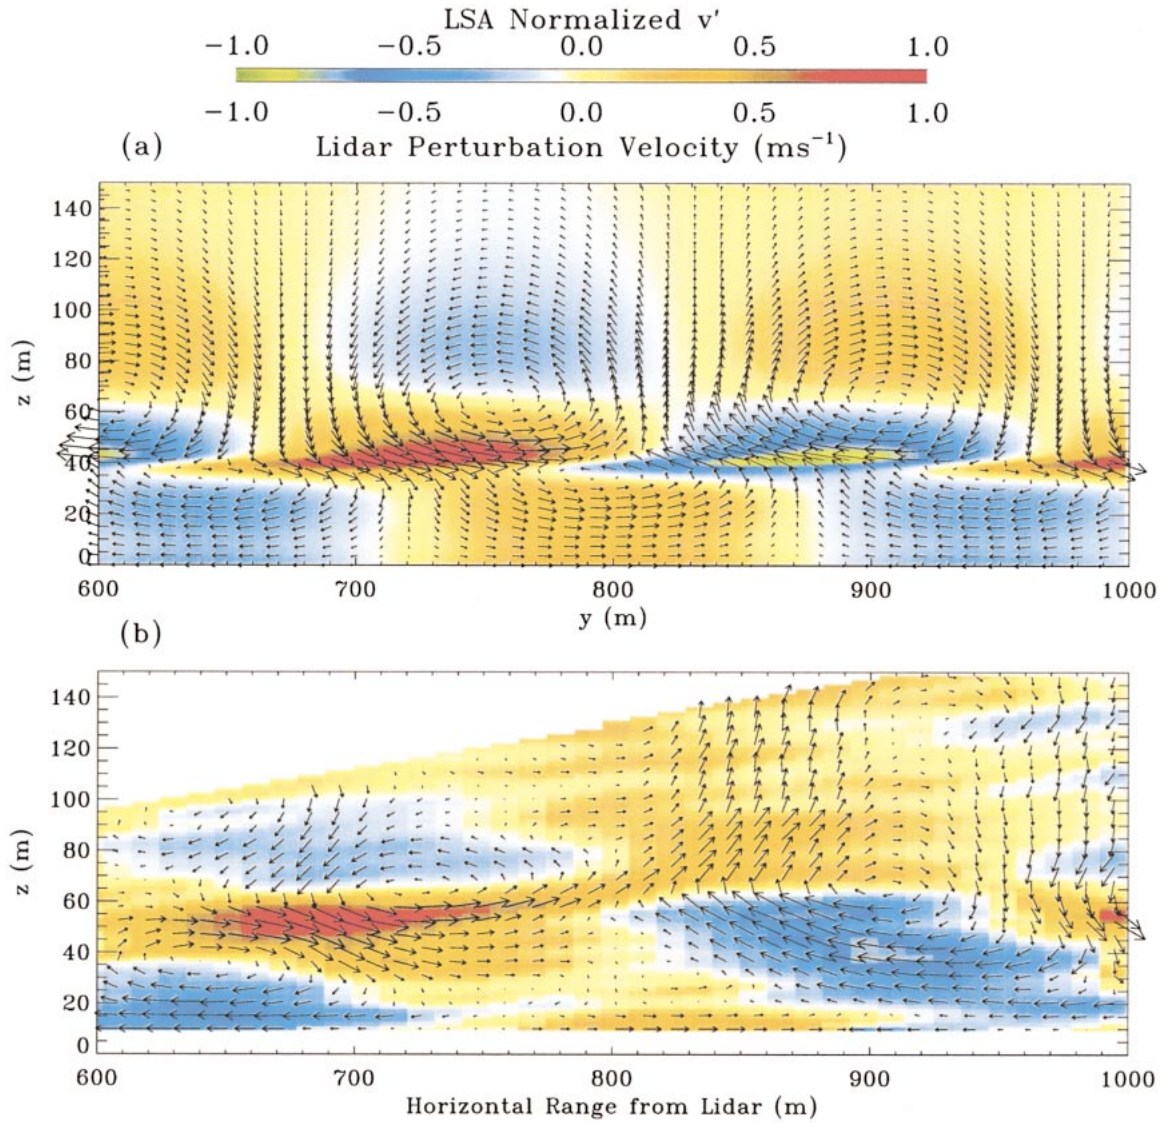 LSA Normalized v'
−1.0 −0.5 0.0 0.5 1.0
−1.0 −0.5 0.0 0.5 1.0
Lidar Perturbation Velocity (ms⁻¹)
(a)
140
120
100
80
60
40
20
0
z (m)
600 700 800 900 1000
y (m)
(b)
140
120
100
80
60
40
20
0
z (m)
600 700 800 900 1000
Horizontal Range from Lidar (m)